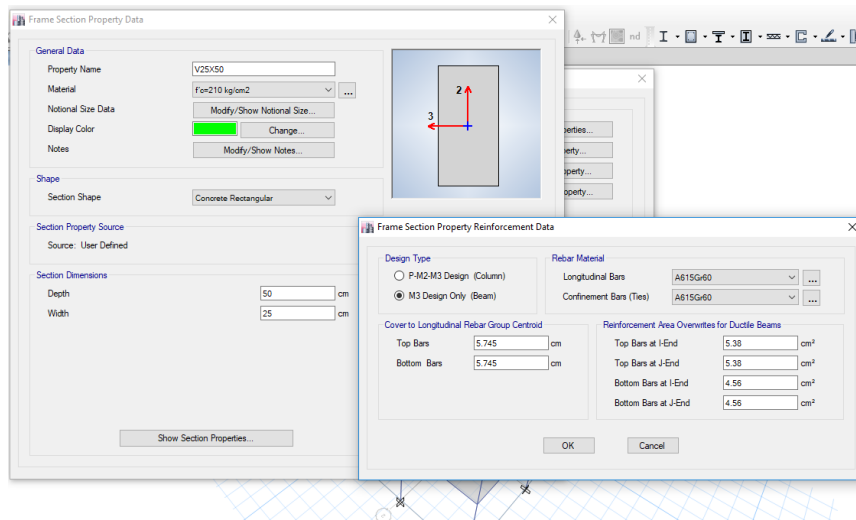 Frame Section Property Data
General Data
Property Name V25X50
Material f'c=210 kg/cm2 ...
Notional Size Data Modify/Show Notional Size...
Display Color Change...
Notes Modify/Show Notes...
2
3
Shape
Section Shape Concrete Rectangular
Section Property Source
Source: User Defined
Section Dimensions
Depth 50 cm
Width 25 cm
Show Section Properties...
nd
perties...
perty...
operty...
operty...
Frame Section Property Reinforcement Data
Design Type
P-M2-M3 Design (Column)
M3 Design Only (Beam)
Rebar Material
Longitudinal Bars A615Gr60 ...
Confinement Bars (Ties) A615Gr60 ...
Cover to Longitudinal Rebar Group Centroid
Top Bars 5.745 cm
Bottom Bars 5.745 cm
Reinforcement Area Overwrites for Ductile Beams
Top Bars at I-End 5.38 cm²
Top Bars at J-End 5.38 cm²
Bottom Bars at I-End 4.56 cm²
Bottom Bars at J-End 4.56 cm²
OK Cancel